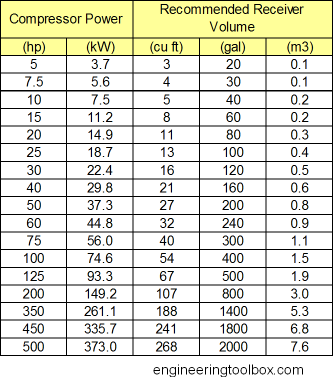 Compressor Power Recommended Receiver
Volume
(hp) (kW) (cu ft) (gal) (m3)
5 3.7 3 20 0.1
7.5 5.6 4 30 0.1
10 7.5 5 40 0.2
15 11.2 8 60 0.2
20 14.9 11 80 0.3
25 18.7 13 100 0.4
30 22.4 16 120 0.5
40 29.8 21 160 0.6
50 37.3 27 200 0.8
60 44.8 32 240 0.9
75 56.0 40 300 1.1
100 74.6 54 400 1.5
125 93.3 67 500 1.9
200 149.2 107 800 3.0
350 261.1 188 1400 5.3
450 335.7 241 1800 6.8
500 373.0 268 2000 7.6
engineeringtoolbox.com